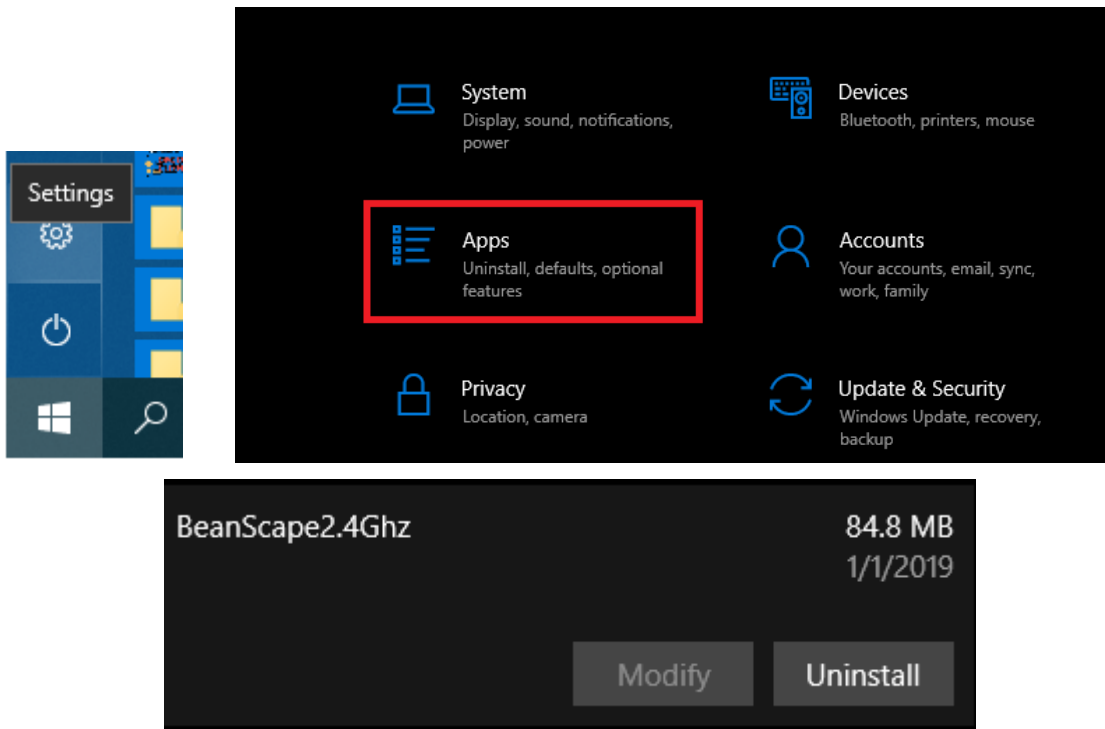 Settings
System
Display, sound, notifications,
power
Devices
Bluetooth, printers, mouse
Apps
Uninstall, defaults, optional
features
Accounts
Your accounts, email, sync,
work, family
Privacy
Location, camera
Update & Security
Windows Update, recovery,
backup
BeanScape2.4Ghz
84.8 MB
1/1/2019
Modify
Uninstall